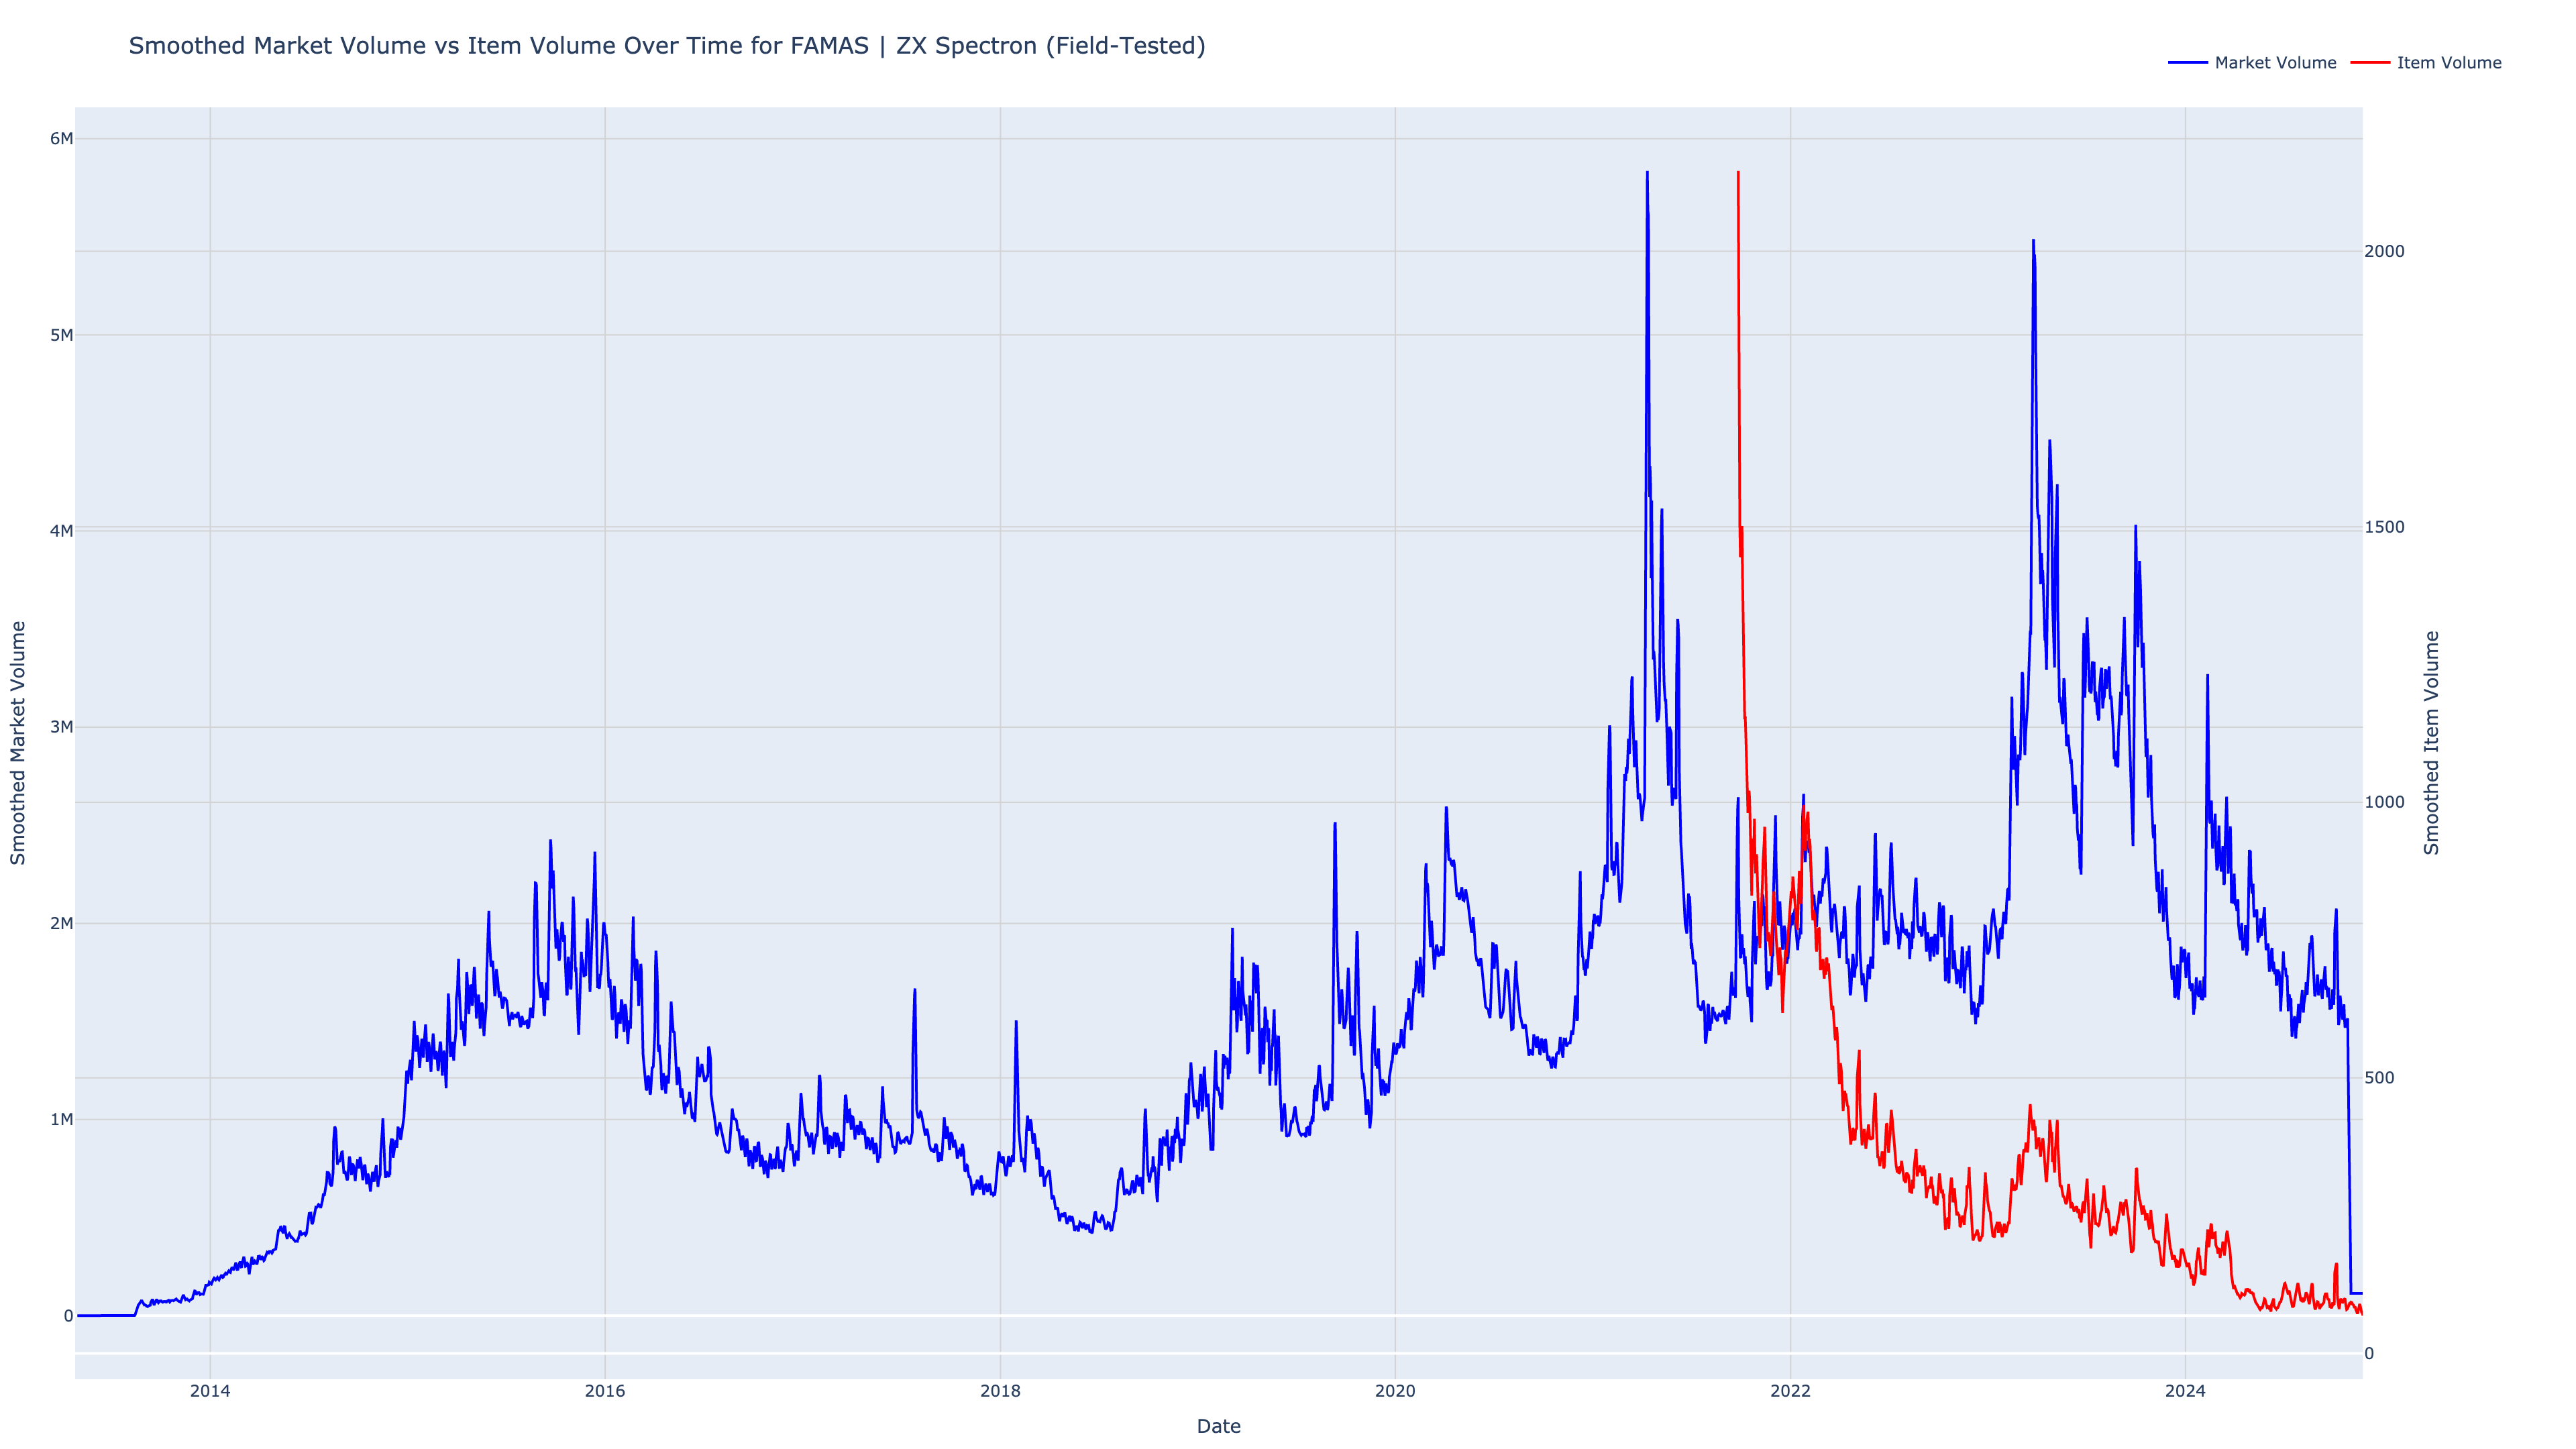 Smoothed Market Volume vs Item Volume Over Time for FAMAS | ZX Spectron (Field-Tested)
Market Volume
Item Volume
6M
5M
4M
3M
2M
1M
0
Smoothed Market Volume
2000
1500
1000
500
0
Smoothed Item Volume
2014
2016
2018
2020
2022
2024
Date